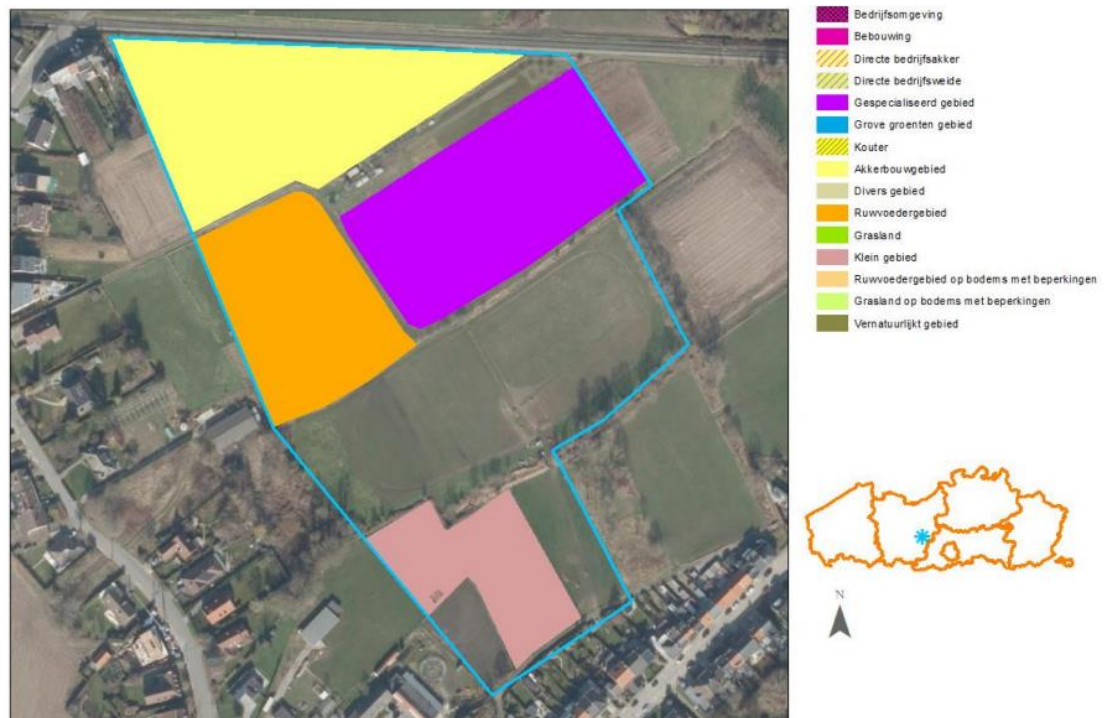 Bedrijfsomgeving
Bebouwing
Directe bedrijfsakker
Directe bedrijfsweide
Gespecialiseerd gebied
Grove groenten gebied
Kouter
Akkerbouwgebied
Divers gebied
Ruwvoedergebied
Grasland
Klein gebied
Ruwvoedergebied op bodems met beperkingen
Grasland op bodems met beperkingen
Vernatuurlijkt gebied
N